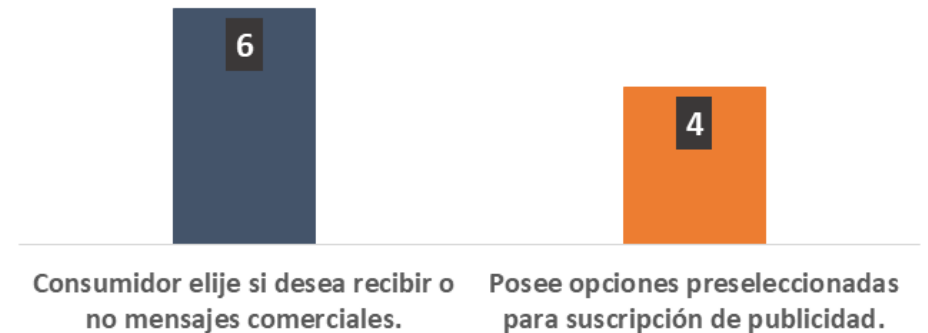 6
4
Consumidor elije si desea recibir o
no mensajes comerciales.
Posee opciones preseleccionadas
para suscripción de publicidad.